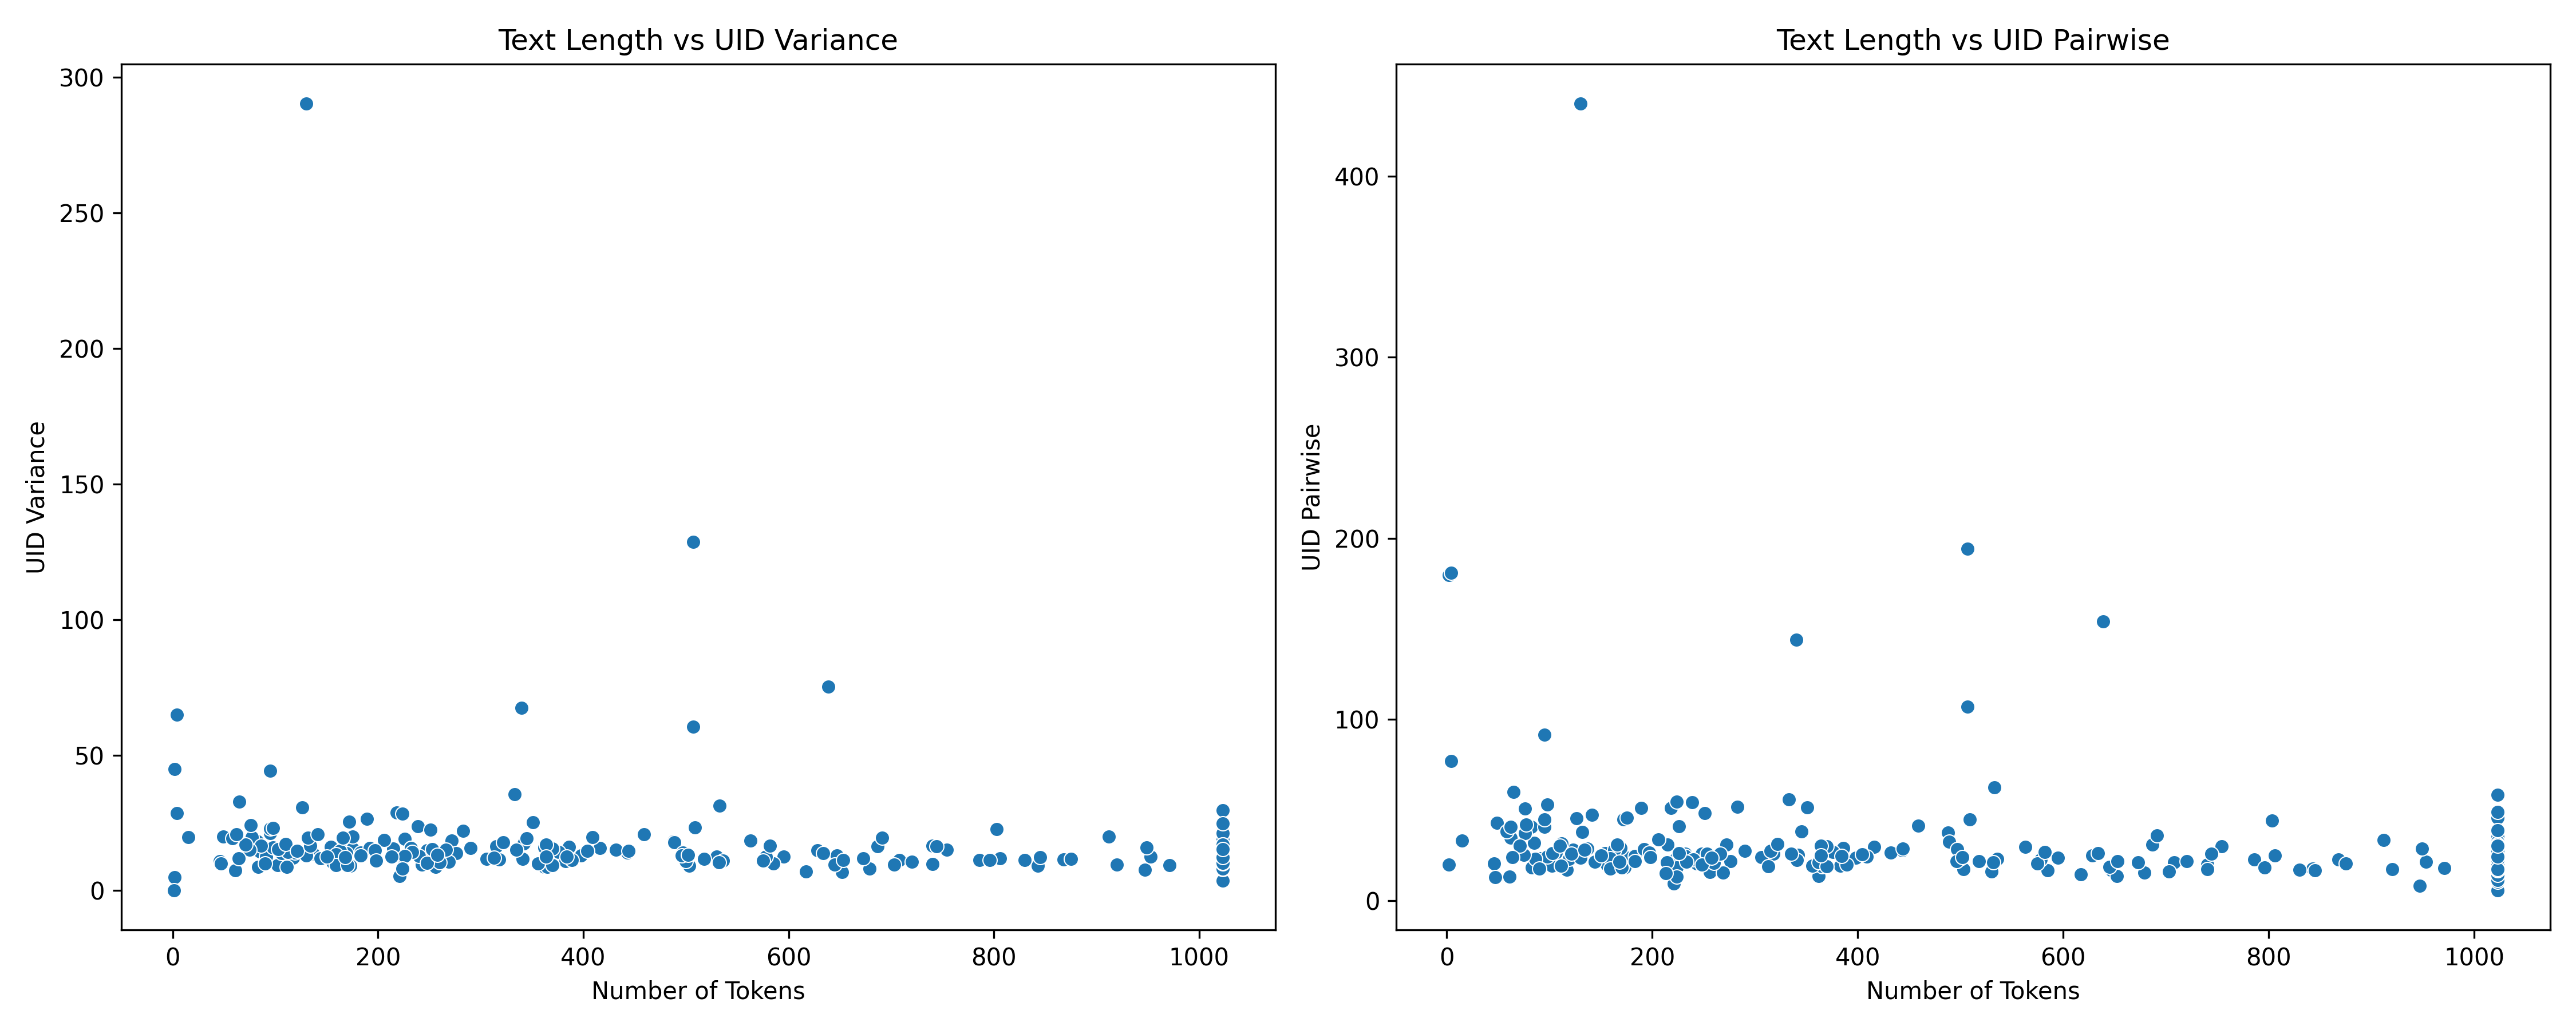 Text Length vs UID Variance
300
250
200
150
100
50
0
UID Variance
0 200 400 600 800 1000
Number of Tokens
Text Length vs UID Pairwise
400
300
200
100
0
UID Pairwise
0 200 400 600 800 1000
Number of Tokens